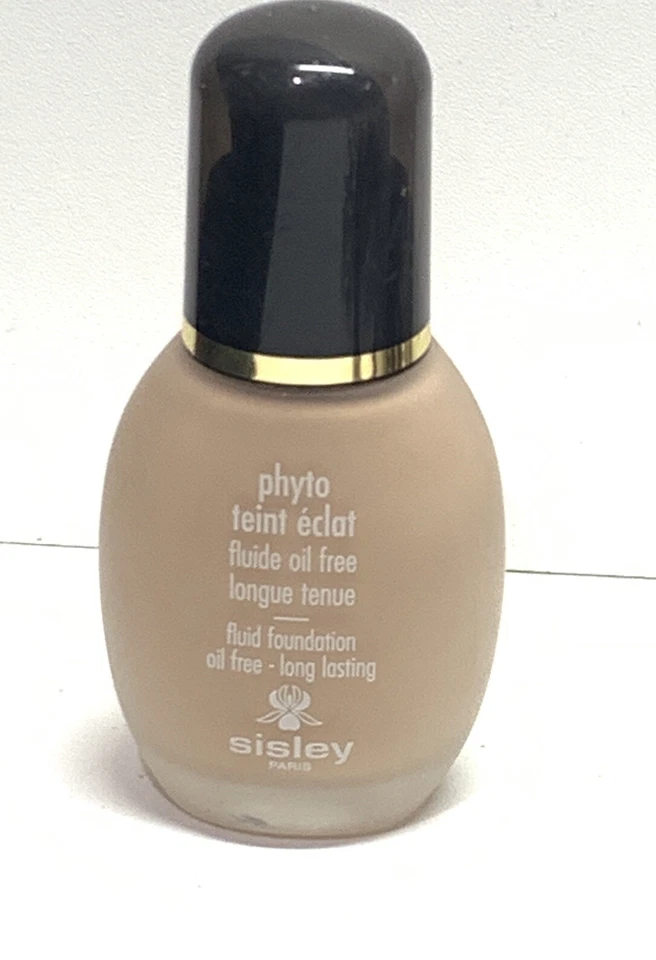 phyto
teint éclat
fluide oil free
longue tenue
fluid foundation
oil free - long lasting
sisley
PARIS